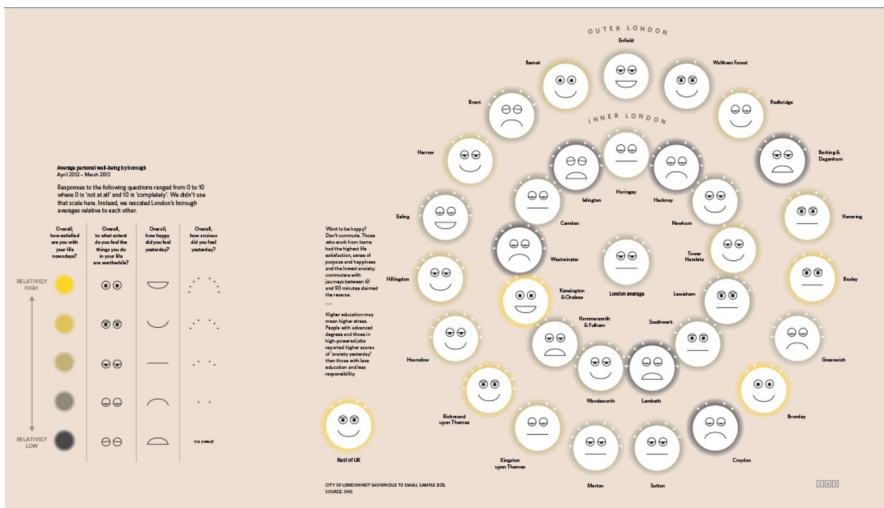 OUTER LONDON
Enfield
Barnet
Waltham Forest
Brent
Redbridge
INNER LONDON
Harrow
Barking &
Dagenham
Average personal well-being by borough
April 2012 – March 2013
Responses to the following questions ranged from 0 to 10
where 0 is 'not at all' and 10 is 'completely'. We didn't use
that scale here. Instead, we rescaled London's borough
averages relative to each other.
Haringey
Islington
Hackney
Ealing
Havering
Camden
Newham
Overall,
how satisfied
are you with
your life
nowadays?
Overall,
to what extent
do you feel the
things you do
in your life
are worthwhile?
Overall,
how happy
did you feel
yesterday?
Overall,
how anxious
did you feel
yesterday?
Want to be happy?
Don't commute. Those
who work from home
had the highest life
satisfaction, sense of
purpose and happiness
and the lowest anxiety;
commuters with
journeys between 61
and 90 minutes claimed
the reverse.
Westminster
Tower
Hamlets
Hillingdon
Bexley
RELATIVELY
HIGH
Kensington
& Chelsea
London average
Lewisham
Higher education may
mean higher stress.
People with advanced
degrees and those in
high-powered jobs
reported higher scores
of 'anxiety yesterday'
than those with less
education and less
responsibility.
Hammersmith
& Fulham
Southwark
Hounslow
Greenwich
Wandsworth
Lambeth
Richmond
upon Thames
Bromley
RELATIVELY
LOW
no sweat
Rest of UK
Kingston
upon Thames
Croydon
Merton
Sutton
CITY OF LONDON NOT SHOWN DUE TO SMALL SAMPLE SIZE.
SOURCE: ONS